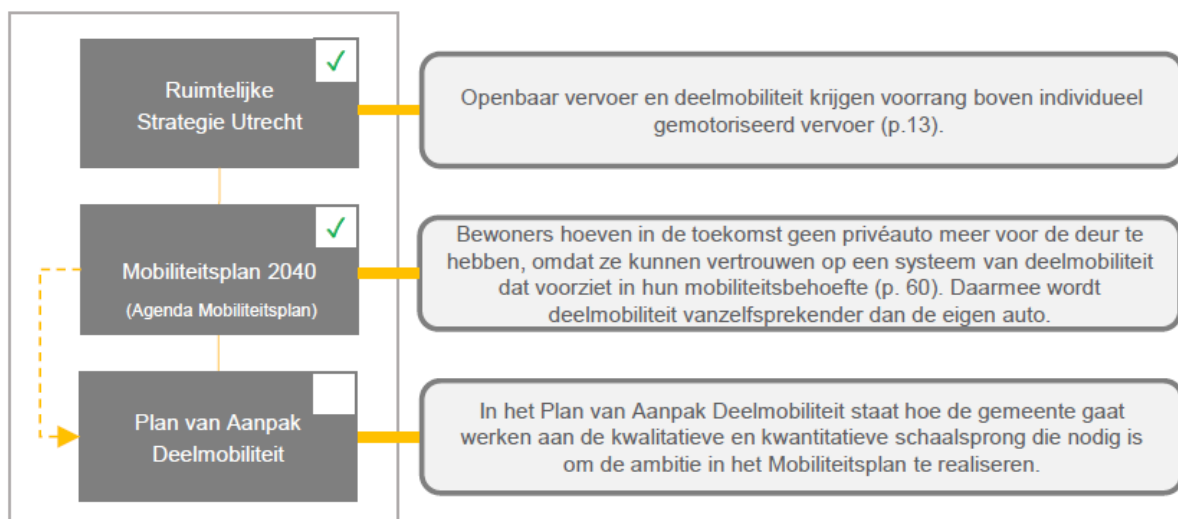 Ruimtelijke
Strategie Utrecht
Openbaar vervoer en deelmobiliteit krijgen voorrang boven individueel
gemotoriseerd vervoer (p.13).
Mobiliteitsplan 2040
(Agenda Mobiliteitsplan)
Bewoners hoeven in de toekomst geen privéauto meer voor de deur te
hebben, omdat ze kunnen vertrouwen op een systeem van deelmobiliteit
dat voorziet in hun mobiliteitsbehoefte (p. 60). Daarmee wordt
deelmobiliteit vanzelfsprekender dan de eigen auto.
Plan van Aanpak
Deelmobiliteit
In het Plan van Aanpak Deelmobiliteit staat hoe de gemeente gaat
werken aan de kwalitatieve en kwantitatieve schaalsprong die nodig is
om de ambitie in het Mobiliteitsplan te realiseren.